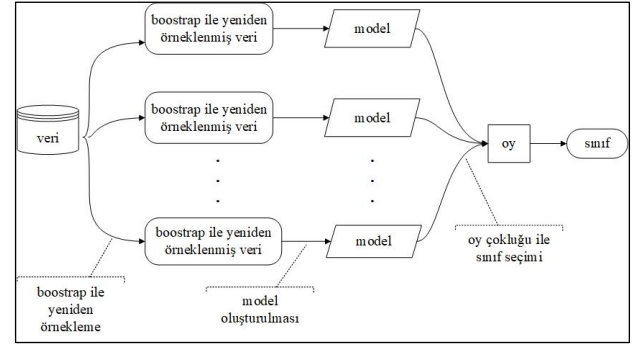 boostrap ile yeniden
örneklenmiş veri
model
veri
boostrap ile yeniden
örneklenmiş veri
model
oy
sınıf
boostrap ile yeniden
örneklenmiş veri
model
oy çokluğu ile
sınıf seçimi
boostrap ile
yeniden
örnekleme
model
oluşturulması